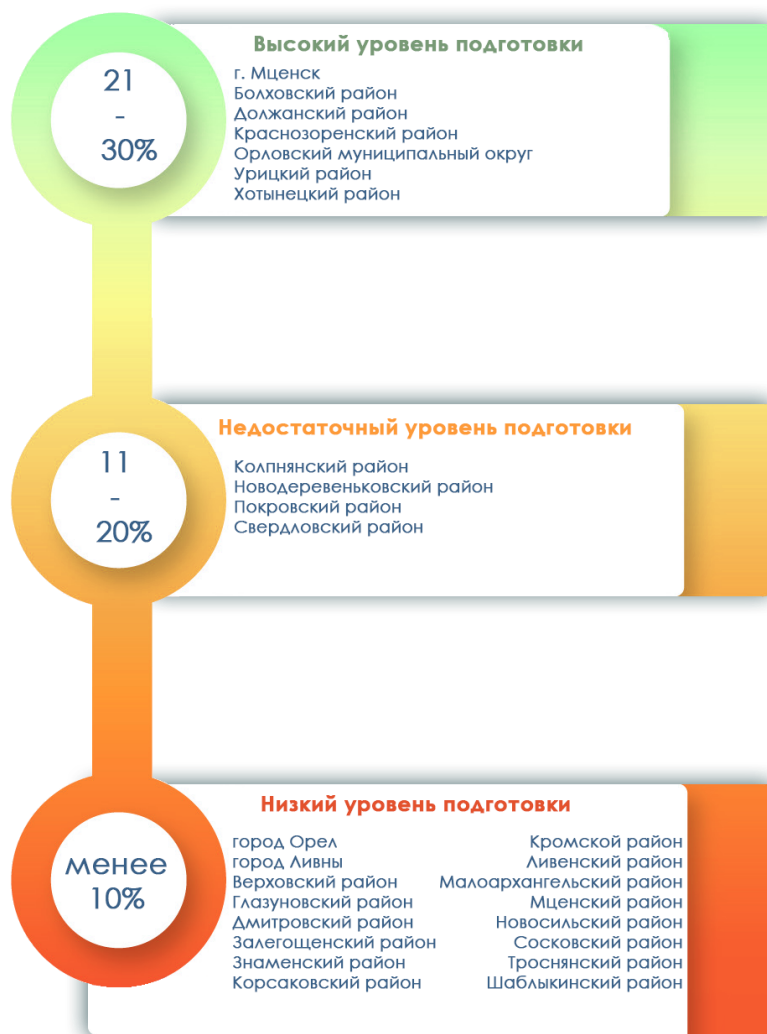 21
-
30%
Высокий уровень подготовки
г. Мценск
Болховский район
Должанский район
Краснозоренский район
Орловский муниципальный округ
Урицкий район
Хотынецкий район
11
-
20%
Недостаточный уровень подготовки
Колпнянский район
Новодеревеньковский район
Покровский район
Свердловский район
менее
10%
Низкий уровень подготовки
город Орел
город Ливны
Верховский район
Глазуновский район
Дмитровский район
Залегощенский район
Знаменский район
Корсаковский район
Кромской район
Ливенский район
Малоархангельский район
Мценский район
Новосильский район
Сосковский район
Троснянский район
Шаблыкинский район